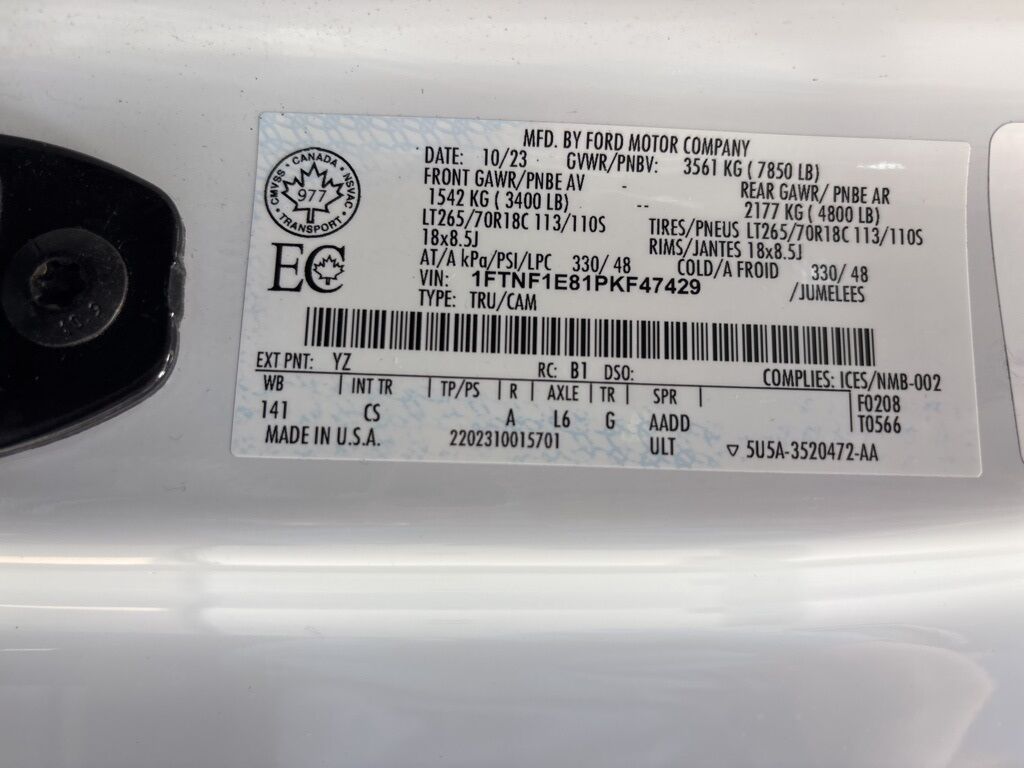 MFD. BY FORD MOTOR COMPANY
DATE: 10/23 GVWR/PNBV: 3561 KG ( 7850 LB)
FRONT GAWR/PNBE AV - REAR GAWR/ PNBE AR
1542 KG ( 3400 LB) -- 2177 KG ( 4800 LB)
LT265/70R18C 113/110S TIRES/PNEUS LT265/70R18C 113/110S
18x8.5J RIMS/JANTES 18x8.5J
AT/A kPa/PSI/LPC 330/ 48 COLD/A FROID 330/ 48
VIN: 1FTNF1E81PKF47429 /JUMELEES
TYPE: TRU/CAM
CANADA
CMVSS NSVAC
977
TRANSPORT
EC
EXT PNT: YZ RC: B1 DSO: COMPLIES: ICES/NMB-002
WB INT TR TP/PS R AXLE TR SPR F0208
141 CS A L6 G AADD T0566
MADE IN U.S.A. 2202310015701 ULT ▽ 5U5A-3520472-AA
10.9